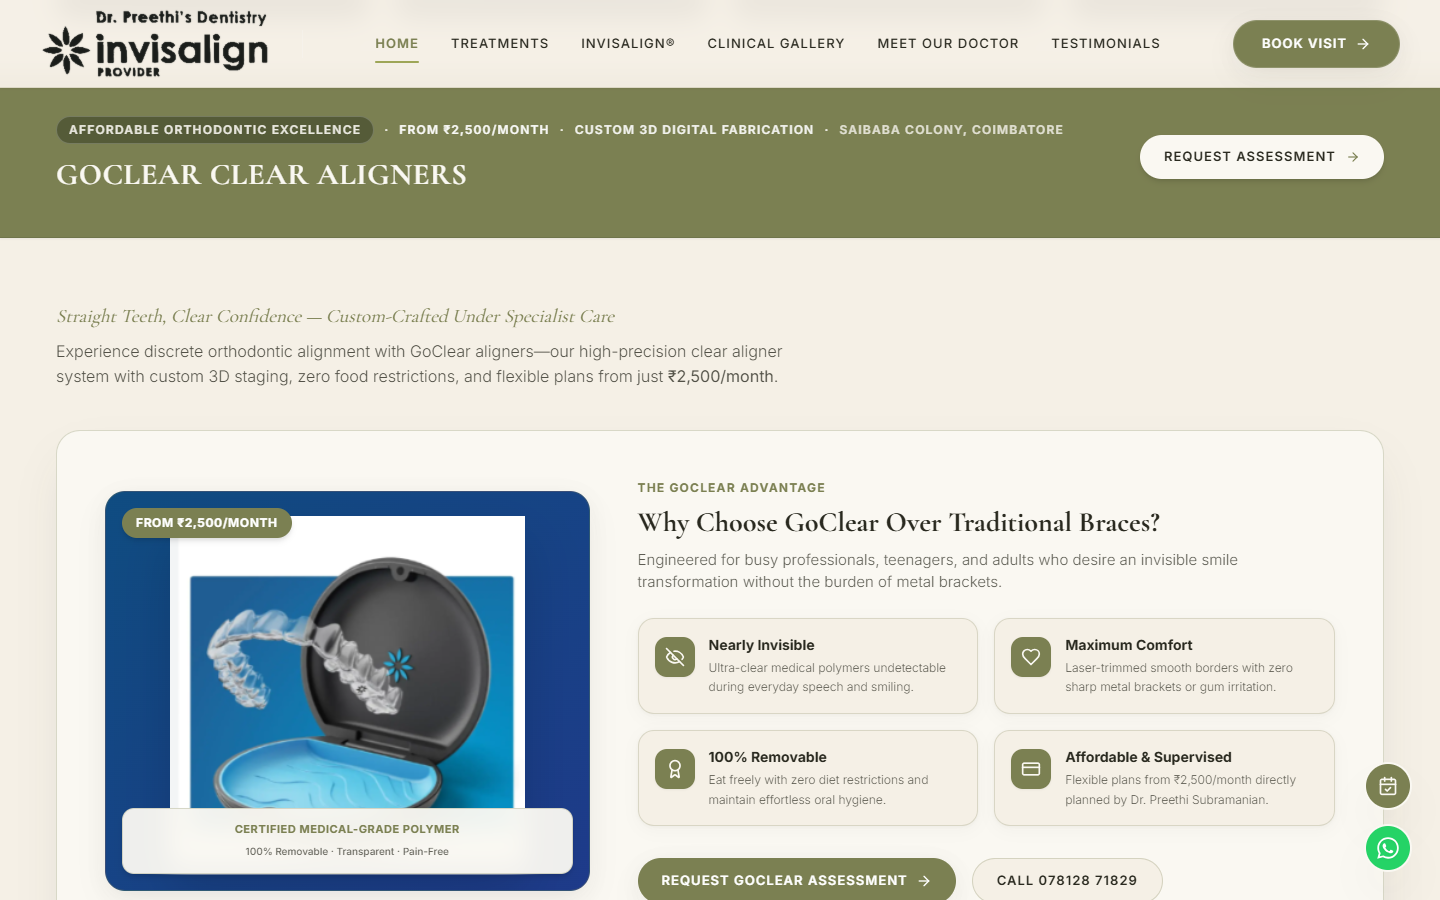 Dr. Preethi's Dentistry
invisalign
PROVIDER
HOME
TREATMENTS
INVISALIGN®
CLINICAL GALLERY
MEET OUR DOCTOR
TESTIMONIALS
BOOK VISIT →
AFFORDABLE ORTHODONTIC EXCELLENCE · FROM ₹2,500/MONTH · CUSTOM 3D DIGITAL FABRICATION · SAIBABA COLONY, COIMBATORE
GOCLEAR CLEAR ALIGNERS
REQUEST ASSESSMENT →
Straight Teeth, Clear Confidence — Custom-Crafted Under Specialist Care
Experience discrete orthodontic alignment with GoClear aligners—our high-precision clear aligner
system with custom 3D staging, zero food restrictions, and flexible plans from just ₹2,500/month.
FROM ₹2,500/MONTH
CERTIFIED MEDICAL-GRADE POLYMER
100% Removable · Transparent · Pain-Free
THE GOCLEAR ADVANTAGE
Why Choose GoClear Over Traditional Braces?
Engineered for busy professionals, teenagers, and adults who desire an invisible smile
transformation without the burden of metal brackets.
Nearly Invisible
Ultra-clear medical polymers undetectable
during everyday speech and smiling.
Maximum Comfort
Laser-trimmed smooth borders with zero
sharp metal brackets or gum irritation.
100% Removable
Eat freely with zero diet restrictions and
maintain effortless oral hygiene.
Affordable & Supervised
Flexible plans from ₹2,500/month directly
planned by Dr. Preethi Subramanian.
REQUEST GOCLEAR ASSESSMENT →
CALL 078128 71829